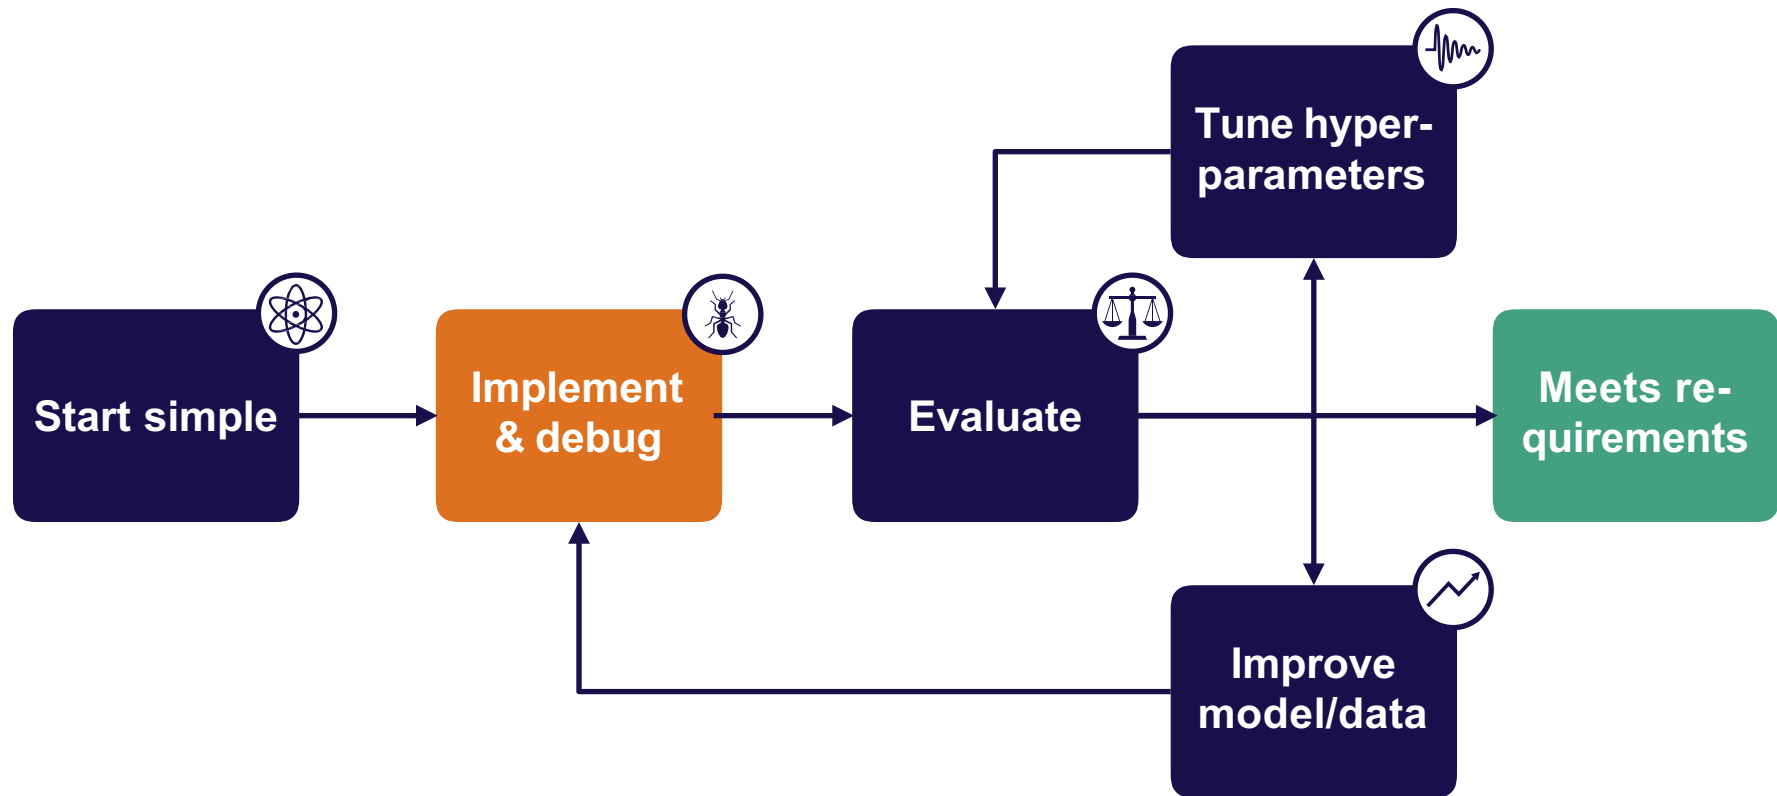 Tune hyper-
parameters
Start simple
Implement
& debug
Evaluate
Meets re-
quirements
Improve
model/data